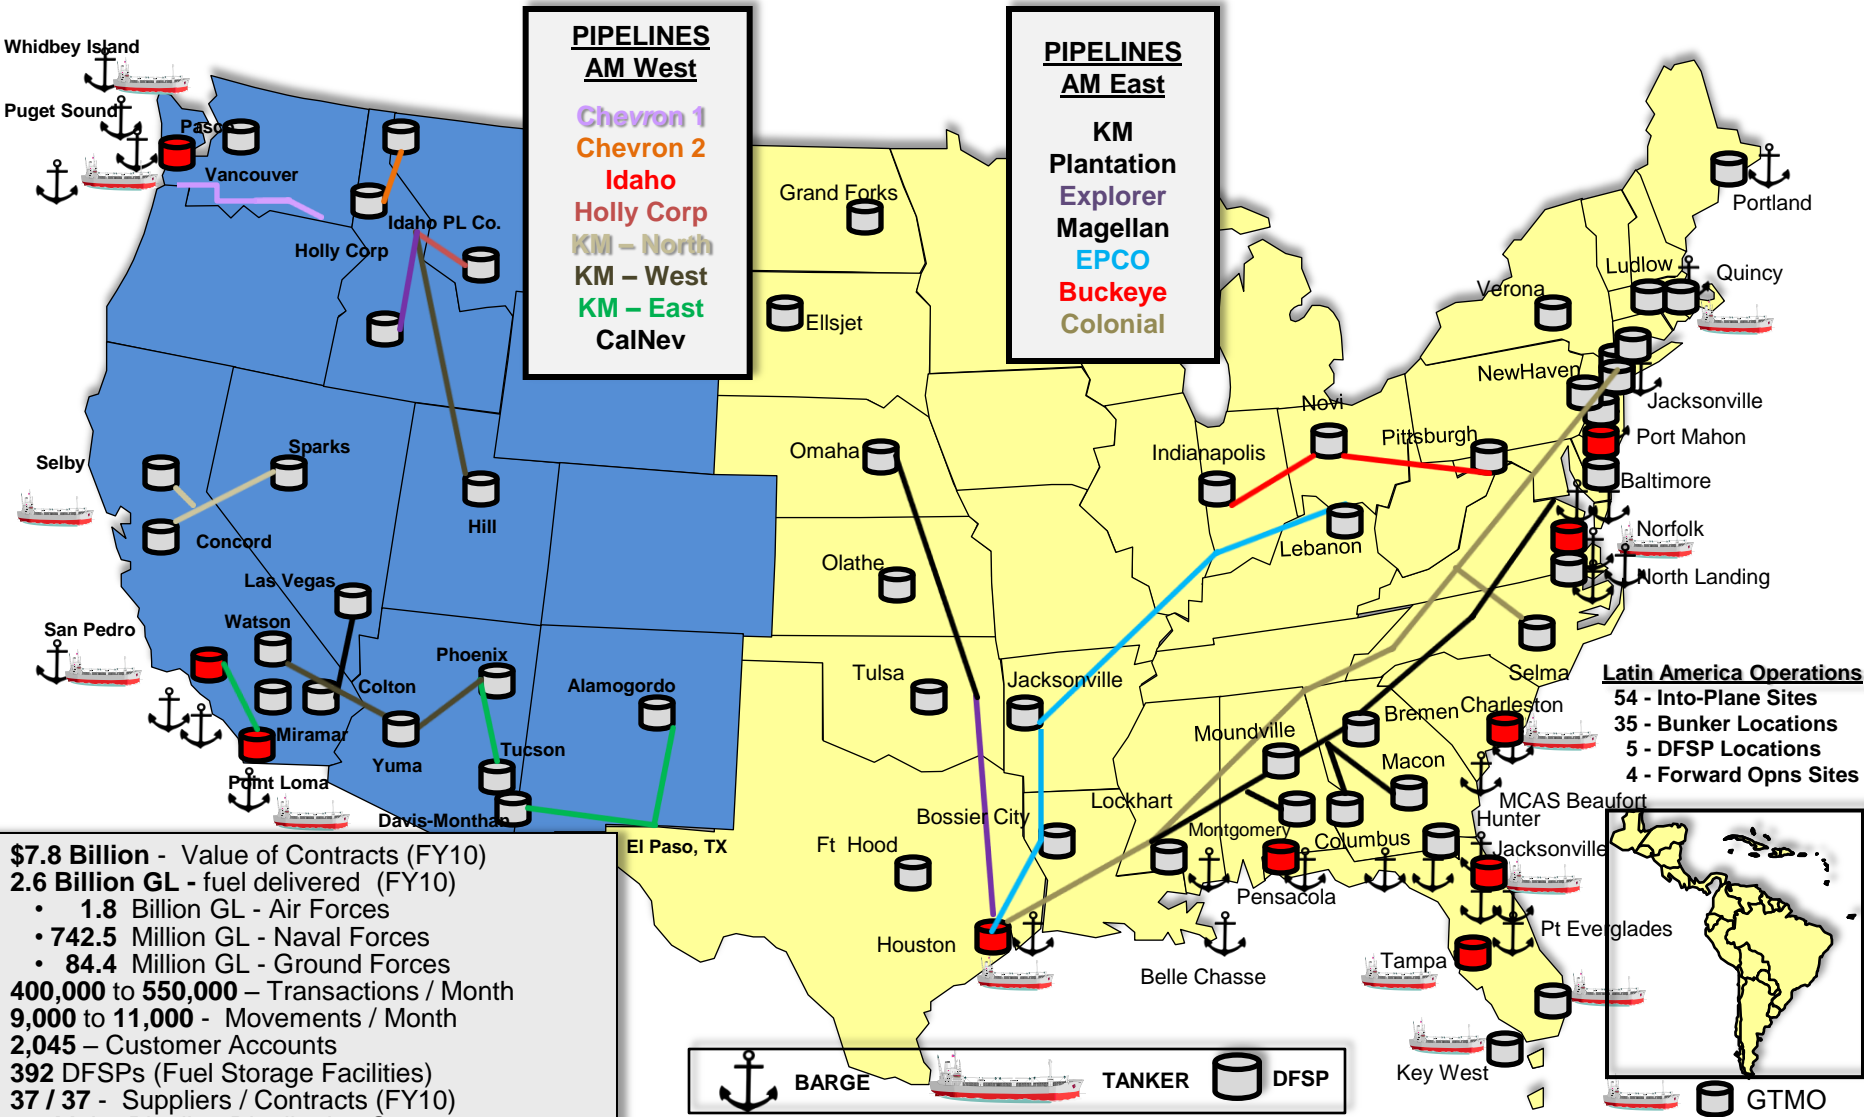 Whidbey Island
Puget Sound
Pasco
Vancouver
Idaho PL Co.
Holly Corp
Selby
Sparks
Concord
Hill
Las Vegas
Watson
San Pedro
Phoenix
Colton
Alamogordo
Miramar
Yuma
Tucson
Point Loma
Davis-Monthan
El Paso, TX
PIPELINES
AM West
Chevron 1
Chevron 2
Idaho
Holly Corp
KM – North
KM – West
KM – East
CalNev
PIPELINES
AM East
KM
Plantation
Explorer
Magellan
EPCO
Buckeye
Colonial
Grand Forks
Ellsjet
Omaha
Olathe
Tulsa
Jacksonville
Bossier City
Ft Hood
Houston
Indianapolis
Novi
Pittsburgh
Lebanon
Verona
Ludlow
Quincy
Portland
NewHaven
Jacksonville
Port Mahon
Baltimore
Norfolk
North Landing
Selma
Charleston
Bremen
Moundville
Macon
Lockhart
Montgomery
Columbus
MCAS Beaufort
Hunter
Jacksonville
Pensacola
Belle Chasse
Pt Everglades
Tampa
Key West
GTMO
Latin America Operations
54 - Into-Plane Sites
35 - Bunker Locations
5 - DFSP Locations
4 - Forward Opns Sites
$7.8 Billion - Value of Contracts (FY10)
2.6 Billion GL - fuel delivered (FY10)
• 1.8 Billion GL - Air Forces
• 742.5 Million GL - Naval Forces
• 84.4 Million GL - Ground Forces
400,000 to 550,000 – Transactions / Month
9,000 to 11,000 - Movements / Month
2,045 – Customer Accounts
392 DFSPs (Fuel Storage Facilities)
37 / 37 - Suppliers / Contracts (FY10)
BARGE
TANKER
DFSP